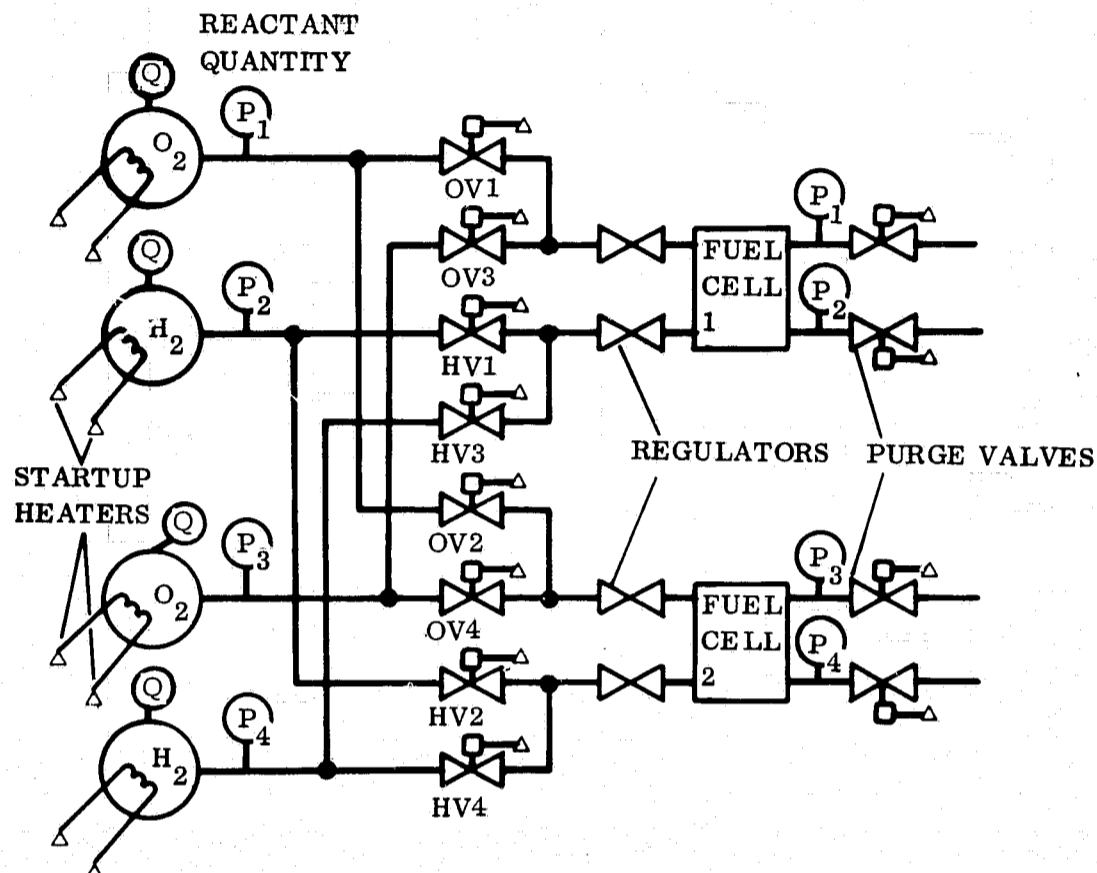 REACTANT
QUANTITY
Q
O2
P1
OV1
OV3
P1
Q
H2
P2
HV1
HV3
FUEL
CELL
1
P2
STARTUP
HEATERS
REGULATORS
PURGE VALVES
Q
O2
P3
OV2
OV4
FUEL
CELL
2
P3
P4
Q
H2
P4
HV2
HV4